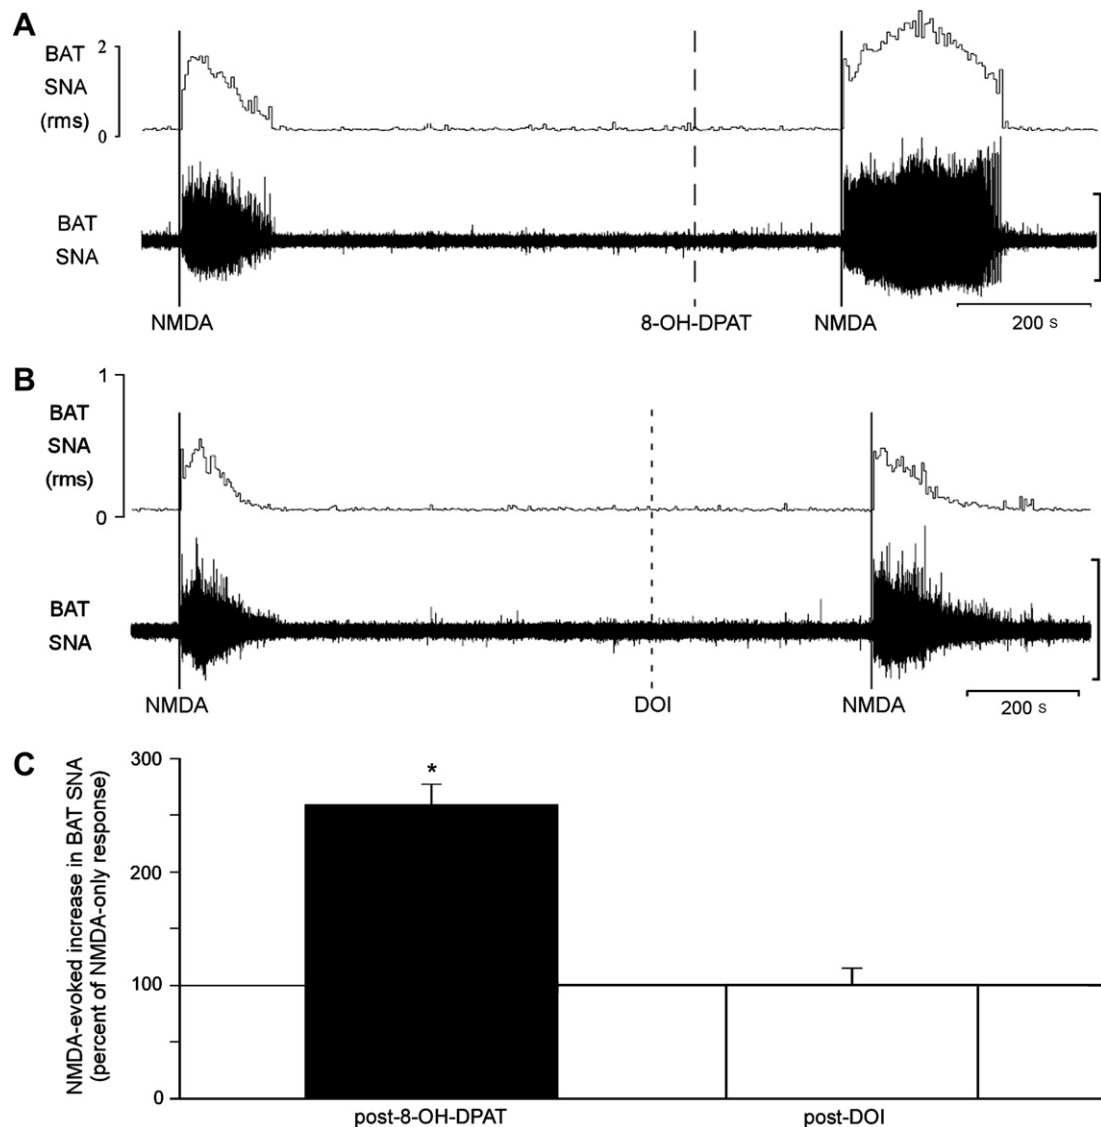 A
BAT
SNA
(rms)
2
0
BAT
SNA
NMDA
8-OH-DPAT
NMDA
200 s
B
BAT
SNA
(rms)
1
0
BAT
SNA
NMDA
DOI
NMDA
200 s
C
NMDA-evoked increase in BAT SNA
(percent of NMDA-only response)
300
200
100
0
*
post-8-OH-DPAT
post-DOI